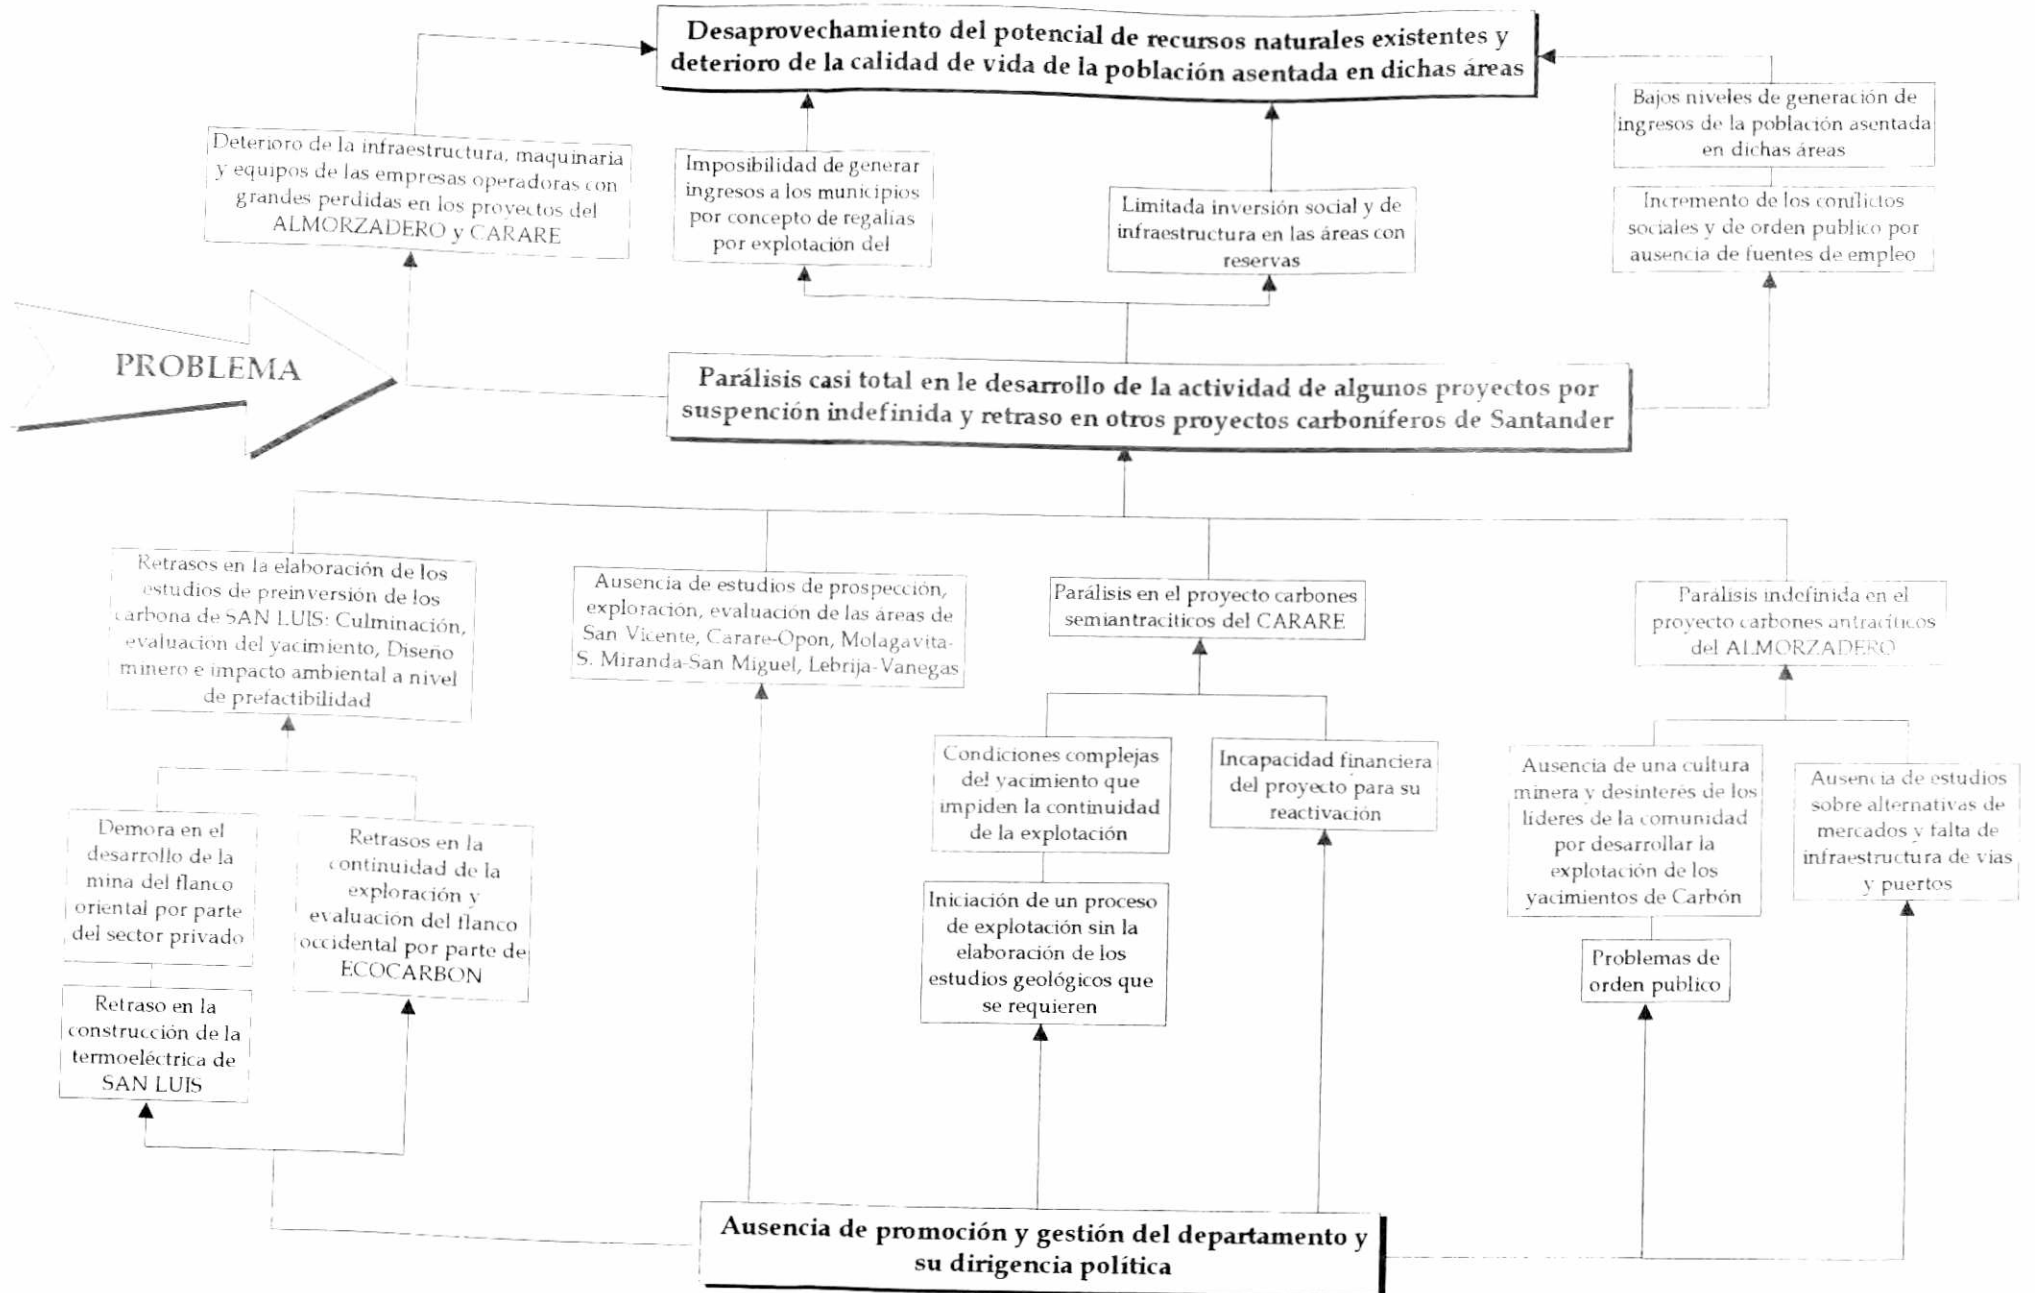 Desaprovechamiento del potencial de recursos naturales existentes y
deterioro de la calidad de vida de la población asentada en dichas áreas
Deterioro de la infraestructura, maquinaria
y equipos de las empresas operadoras con
grandes perdidas en los proyectos del
ALMORZADERO y CARARE
Imposibilidad de generar
ingresos a los municipios
por concepto de regalias
por explotación del
Limitada inversión social y de
infraestructura en las áreas con
reservas
Bajos niveles de generación de
ingresos de la población asentada
en dichas áreas
Incremento de los conflictos
sociales y de orden publico por
ausencia de fuentes de empleo
PROBLEMA
Parálisis casi total en le desarrollo de la actividad de algunos proyectos por
suspención indefinida y retraso en otros proyectos carboníferos de Santander
Retrasos en la elaboración de los
estudios de preinversión de los
carbona de SAN LUIS: Culminación,
evaluación del yacimiento, Diseño
minero e impacto ambiental a nivel
de prefactibilidad
Ausencia de estudios de prospección,
exploración, evaluación de las áreas de
San Vicente, Carare-Opon, Molagavita-
S. Miranda-San Miguel, Lebrija-Vanegas
Parálisis en el proyecto carbones
semiantraciticos del CARARE
Parálisis indefinida en el
proyecto carbones antracíticos
del ALMORZADERO
Demora en el
desarrollo de la
mina del flanco
oriental por parte
del sector privado
Retrasos en la
continuidad de la
exploración y
evaluación del flanco
occidental por parte de
ECOCARBON
Condiciones complejas
del yacimiento que
impiden la continuidad
de la explotación
Incapacidad financiera
del proyecto para su
reactivación
Ausencia de una cultura
minera y desinterés de los
líderes de la comunidad
por desarrollar la
explotación de los
yacimientos de Carbón
Ausencia de estudios
sobre alternativas de
mercados y falta de
infraestructura de vías
y puertos
Retraso en la
construcción de la
termoeléctrica de
SAN LUIS
Iniciación de un proceso
de explotación sin la
elaboración de los
estudios geológicos que
se requieren
Problemas de
orden publico
Ausencia de promoción y gestión del departamento y
su dirigencia política